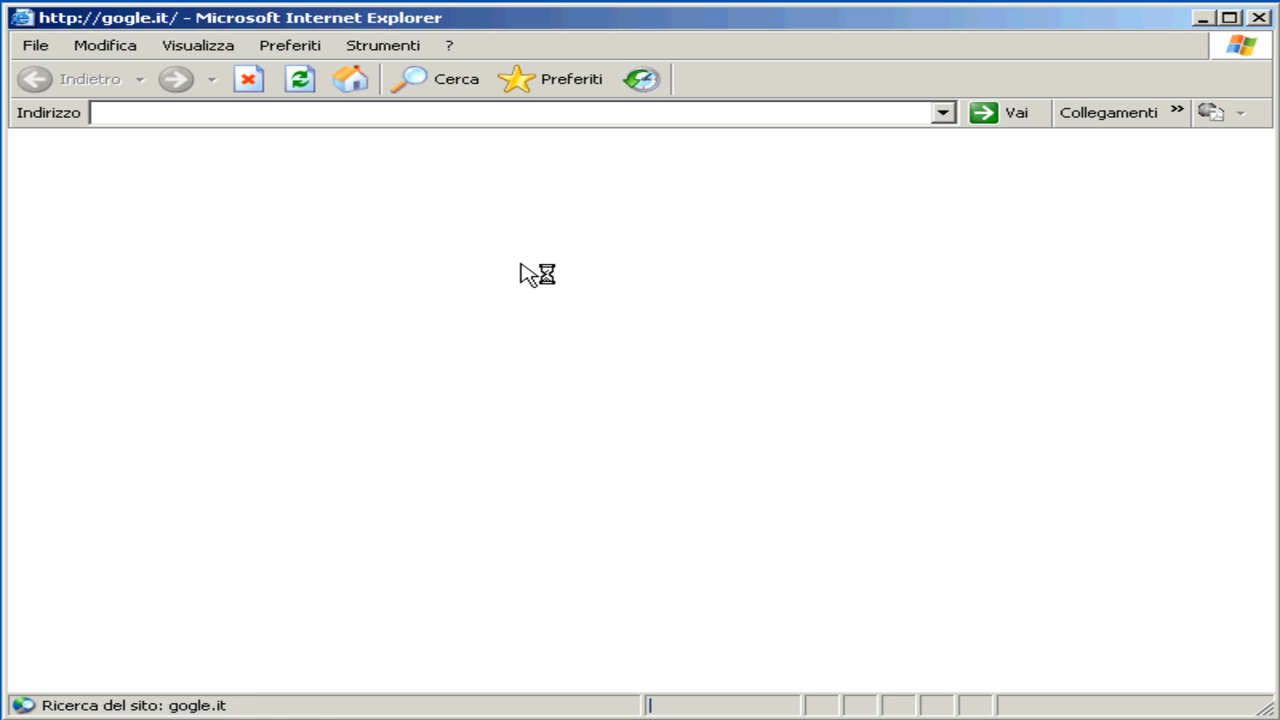 http://gogle.it/ - Microsoft Internet Explorer
File Modifica Visualizza Preferiti Strumenti ?
Indietro Cerca Preferiti
Indirizzo Vai Collegamenti »
Ricerca del sito: gogle.it